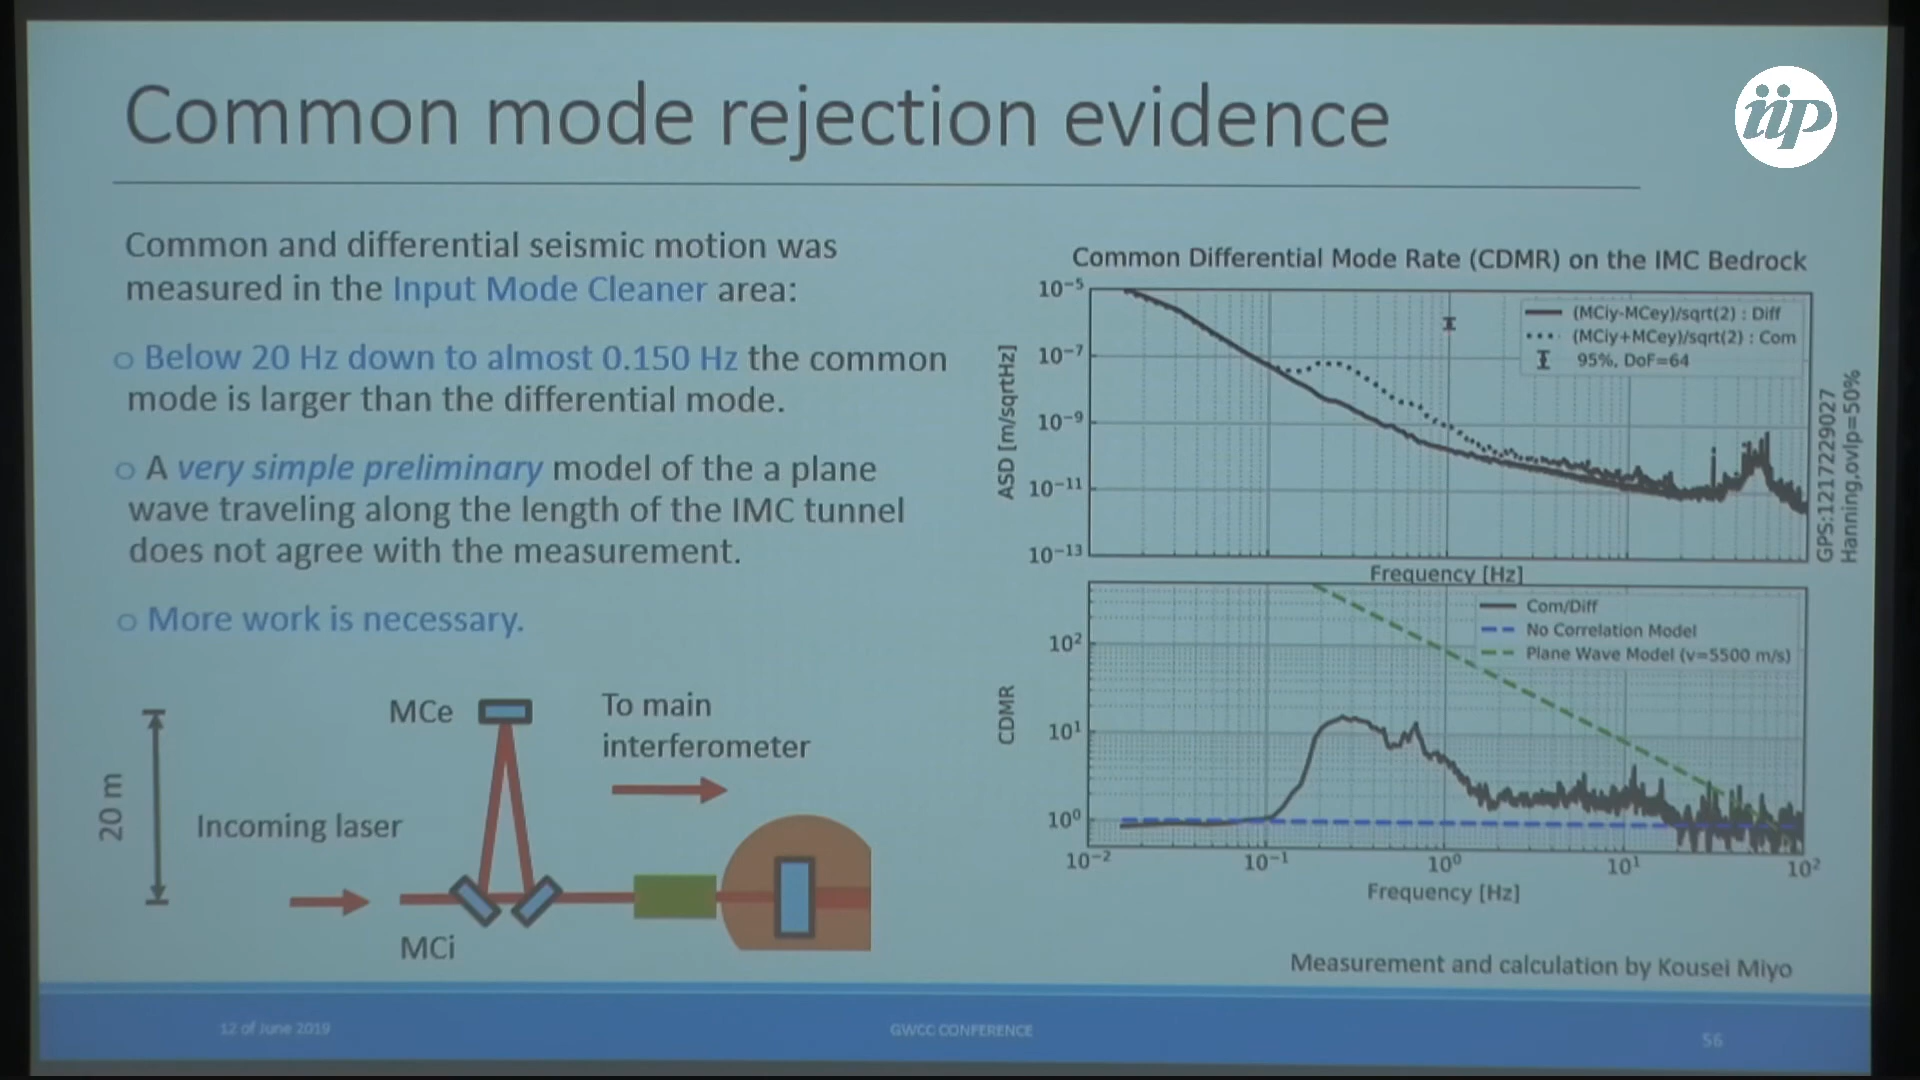 iip
Common mode rejection evidence
Common and differential seismic motion was
measured in the Input Mode Cleaner area:
o Below 20 Hz down to almost 0.150 Hz the common
mode is larger than the differential mode.
o A very simple preliminary model of the a plane
wave traveling along the length of the IMC tunnel
does not agree with the measurement.
o More work is necessary.
MCe
To main
interferometer
20 m
Incoming laser
MCi
Common Differential Mode Rate (CDMR) on the IMC Bedrock
10⁻⁵
10⁻⁷
10⁻⁹
10⁻¹¹
10⁻¹³
ASD [m/sqrtHz]
(MCiy-MCey)/sqrt(2) : Diff
(MCiy+MCey)/sqrt(2) : Com
95%, DoF=64
GPS:1217229027
Hanning,ovlp=50%
Frequency [Hz]
Com/Diff
No Correlation Model
Plane Wave Model (v=5500 m/s)
10²
10¹
10⁰
CDMR
10⁻² 10⁻¹ 10⁰ 10¹ 10²
Frequency [Hz]
Measurement and calculation by Kousei Miyo
12 of June 2019
GWCC CONFERENCE
56